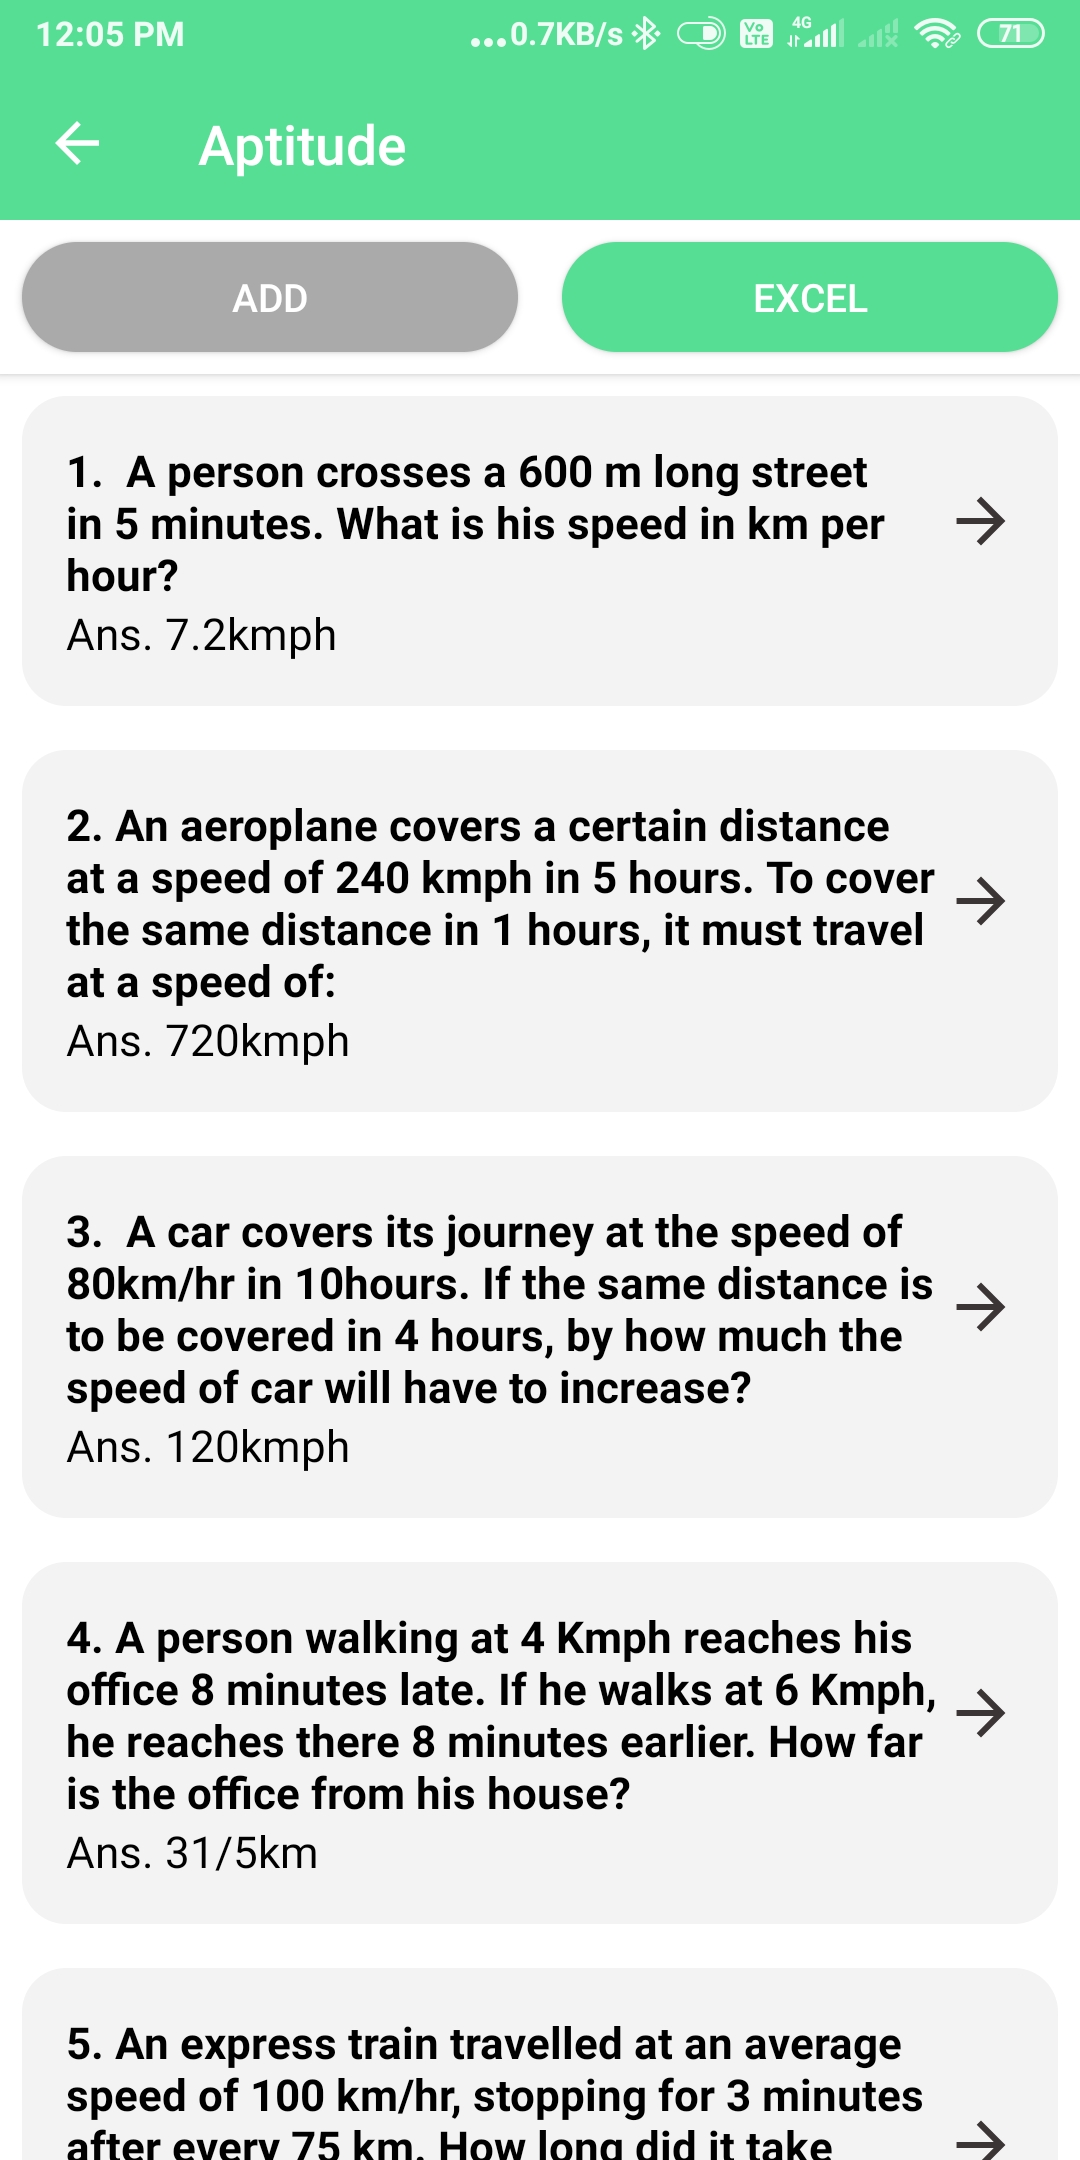 12:05 PM ...0.7KB/s Vo LTE 4G 71
Aptitude
ADD EXCEL
1.  A person crosses a 600 m long street
in 5 minutes. What is his speed in km per
hour?
Ans. 7.2kmph
2. An aeroplane covers a certain distance
at a speed of 240 kmph in 5 hours. To cover
the same distance in 1 hours, it must travel
at a speed of:
Ans. 720kmph
3.  A car covers its journey at the speed of
80km/hr in 10hours. If the same distance is
to be covered in 4 hours, by how much the
speed of car will have to increase?
Ans. 120kmph
4. A person walking at 4 Kmph reaches his
office 8 minutes late. If he walks at 6 Kmph,
he reaches there 8 minutes earlier. How far
is the office from his house?
Ans. 31/5km
5. An express train travelled at an average
speed of 100 km/hr, stopping for 3 minutes
after every 75 km. How long did it take